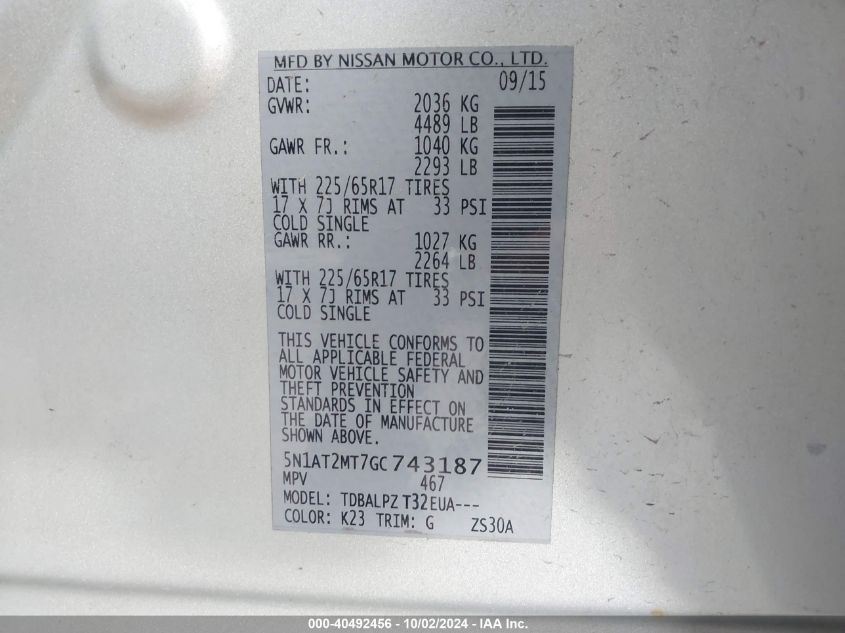 MFD BY NISSAN MOTOR CO., LTD.
DATE: 09/15
GVWR: 2036 KG
4489 LB
GAWR FR.: 1040 KG
2293 LB
WITH 225/65R17 TIRES
17 X 7J RIMS AT 33 PSI
COLD SINGLE
GAWR RR.: 1027 KG
2264 LB
WITH 225/65R17 TIRES
17 X 7J RIMS AT 33 PSI
COLD SINGLE
THIS VEHICLE CONFORMS TO
ALL APPLICABLE FEDERAL
MOTOR VEHICLE SAFETY AND
THEFT PREVENTION
STANDARDS IN EFFECT ON
THE DATE OF MANUFACTURE
SHOWN ABOVE.
5N1AT2MT7GC743187
MPV 467
MODEL: TDBALPZ T32EUA---
COLOR: K23 TRIM: G ZS30A
000-40492456 - 10/02/2024 - IAA Inc.